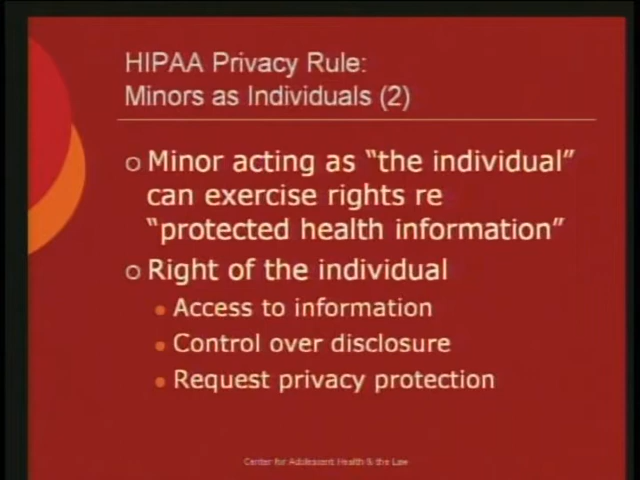 HIPAA Privacy Rule:
Minors as Individuals (2)
o Minor acting as “the individual”
can exercise rights re
“protected health information”
o Right of the individual
• Access to information
• Control over disclosure
• Request privacy protection
Center for Adolescent Health & the Law